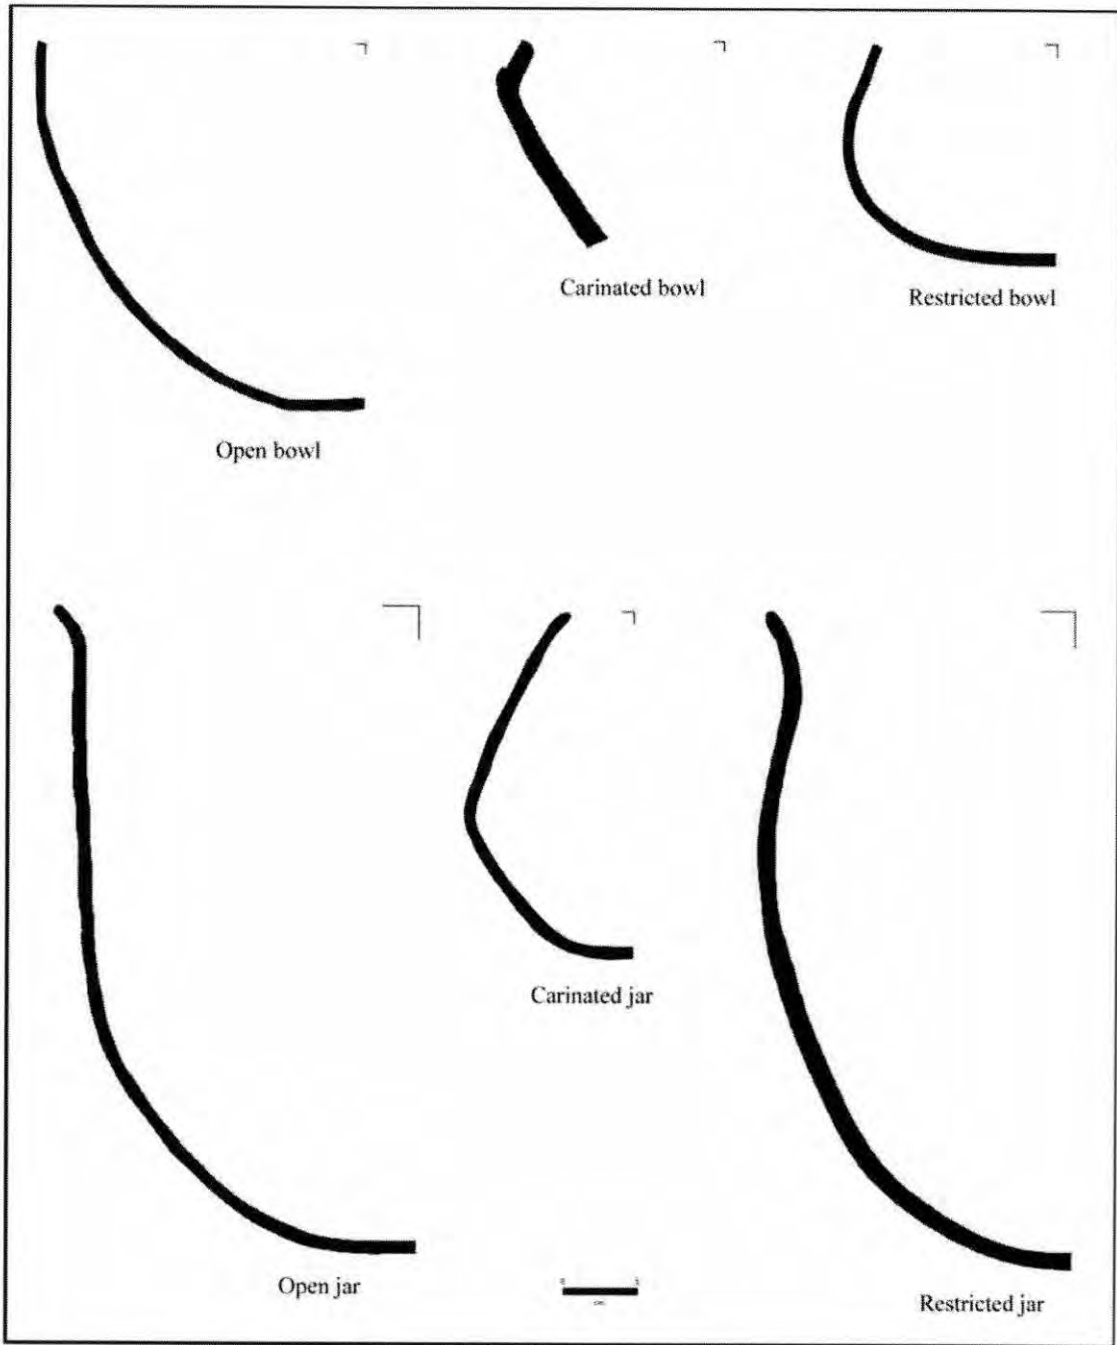 Carinated bowl
Restricted bowl
Open bowl
Carinated jar
Open jar
Restricted jar